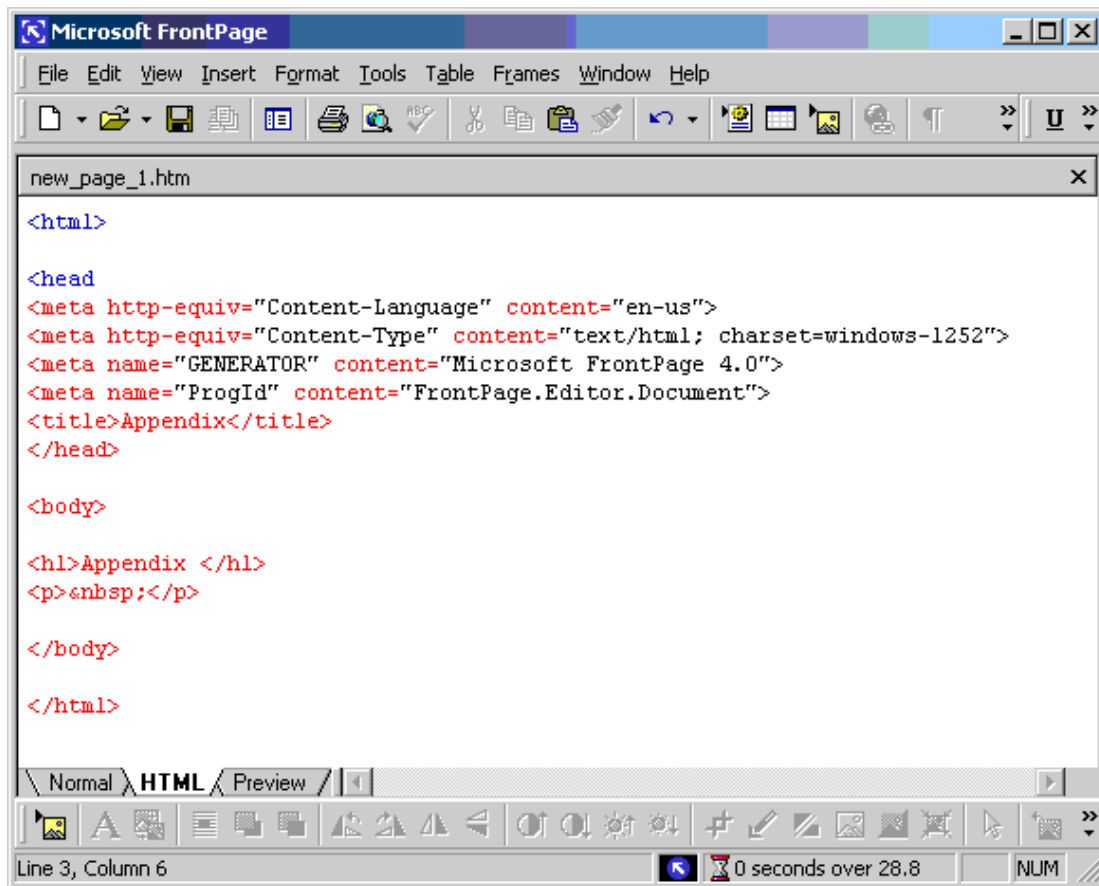 Microsoft FrontPage
File Edit View Insert Format Tools Table Frames Window Help
ABC U
new_page_1.htm
<html>
<head
<meta http-equiv="Content-Language" content="en-us">
<meta http-equiv="Content-Type" content="text/html; charset=windows-1252">
<meta name="GENERATOR" content="Microsoft FrontPage 4.0">
<meta name="ProgId" content="FrontPage.Editor.Document">
<title>Appendix</title>
</head>
<body>
<h1>Appendix </h1>
<p>&nbsp;</p>
</body>
</html>
Normal HTML Preview
A
Line 3, Column 6 0 seconds over 28.8 NUM